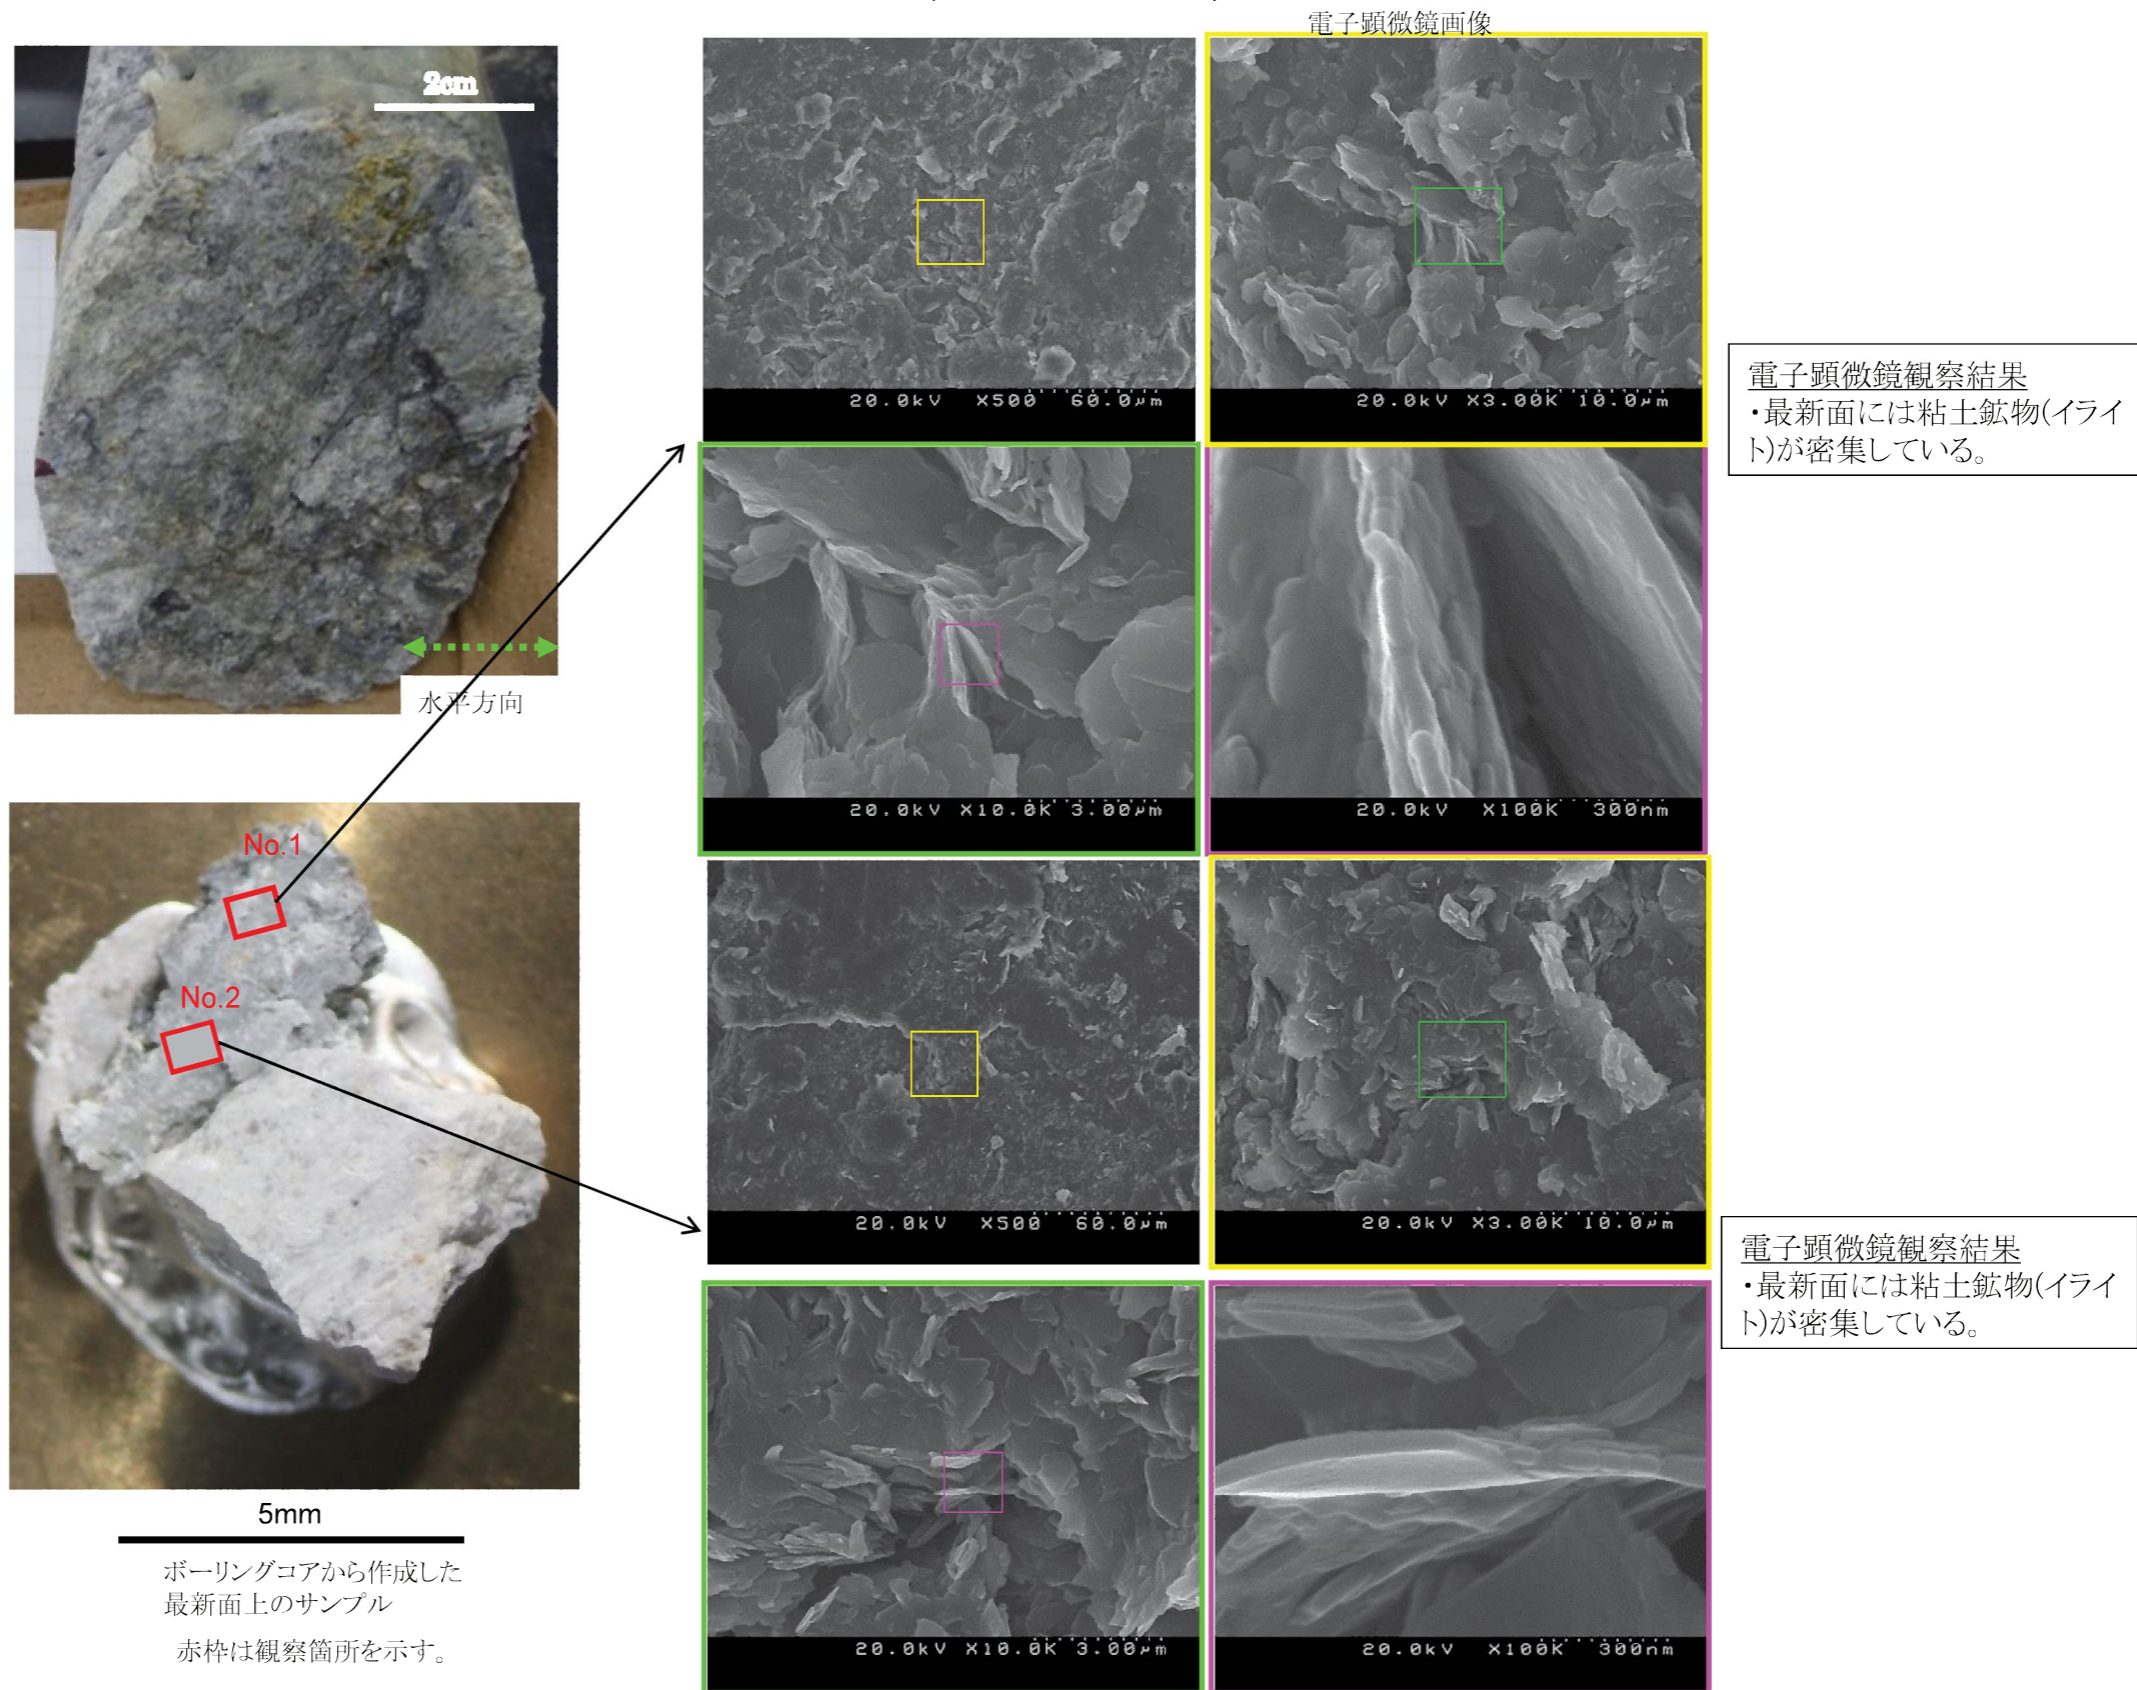 電子顕微鏡画像
2cm
水平方向
20.0kV X500 60.0μm
20.0kV X3.00K 10.0μm
20.0kV X10.0K 3.00μm
20.0kV X100K 300nm
電子顕微鏡観察結果
・最新面には粘土鉱物(イライ
ト)が密集している。
No.1
No.2
5mm
ボーリングコアから作成した
最新面上のサンプル
赤枠は観察箇所を示す。
20.0kV X500 60.0μm
20.0kV X3.00K 10.0μm
20.0kV X10.0K 3.00μm
20.0kV X100K 300nm
電子顕微鏡観察結果
・最新面には粘土鉱物(イライ
ト)が密集している。